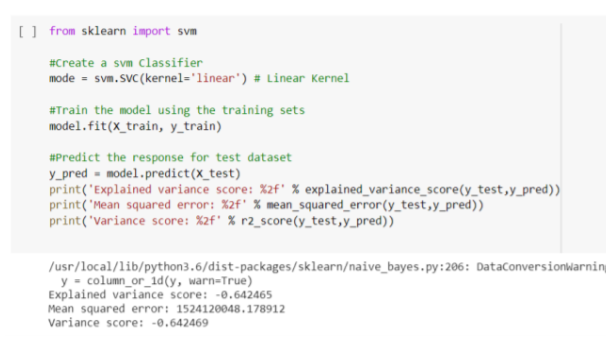 [ ] from sklearn import svm
#Create a svm Classifier
mode = svm.SVC(kernel='linear') # Linear Kernel
#Train the model using the training sets
model.fit(X_train, y_train)
#Predict the response for test dataset
y_pred = model.predict(X_test)
print('Explained variance score: %2f' % explained_variance_score(y_test,y_pred))
print('Mean squared error: %2f' % mean_squared_error(y_test,y_pred))
print('Variance score: %2f' % r2_score(y_test,y_pred))
/usr/local/lib/python3.6/dist-packages/sklearn/naive_bayes.py:206: DataConversionWarning
y = column_or_1d(y, warn=True)
Explained variance score: -0.642465
Mean squared error: 1524120048.178912
Variance score: -0.642469